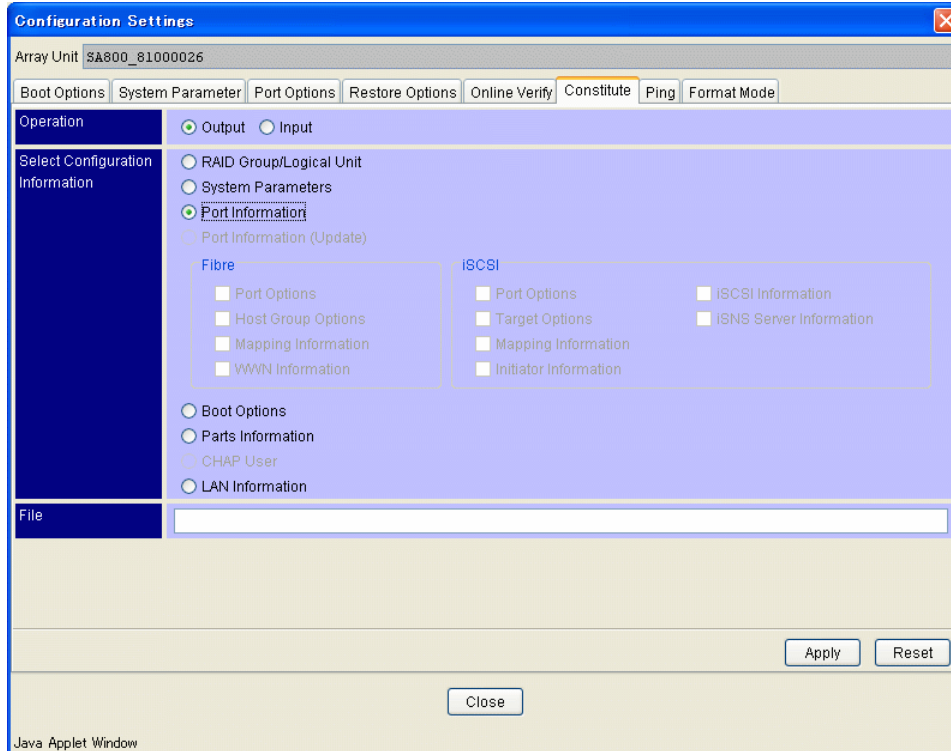 Configuration Settings
Array Unit SA800_81000026
Boot Options System Parameter Port Options Restore Options Online Verify Constitute Ping Format Mode
Operation
Output Input
Select Configuration
Information
RAID Group/Logical Unit
System Parameters
Port Information
Port Information (Update)
Fibre
Port Options
Host Group Options
Mapping Information
WWN Information
iSCSI
Port Options iSCSI Information
Target Options iSNS Server Information
Mapping Information
Initiator Information
Boot Options
Parts Information
CHAP User
LAN Information
File
Apply Reset
Close
Java Applet Window